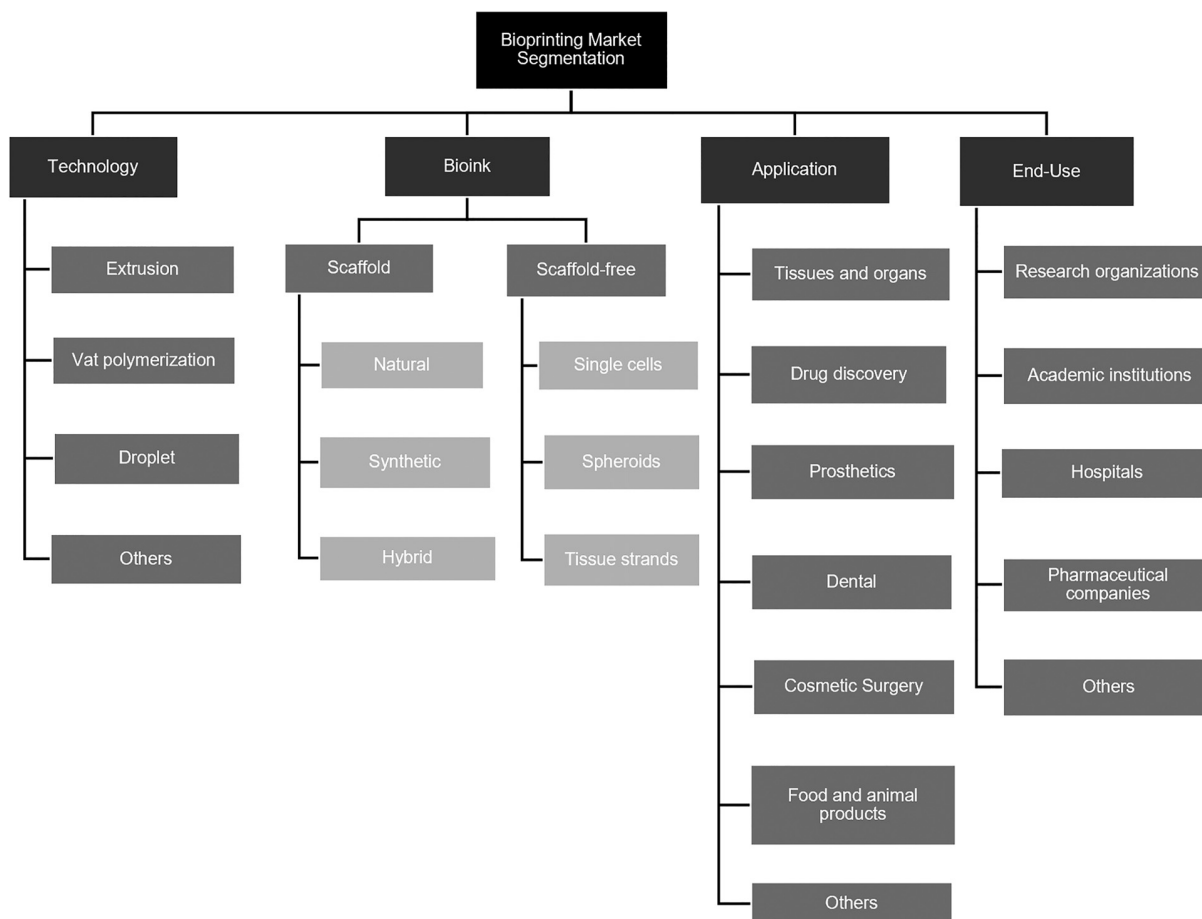 Bioprinting Market
Segmentation
Technology
Extrusion
Vat polymerization
Droplet
Others
Bioink
Scaffold
Natural
Synthetic
Hybrid
Scaffold-free
Single cells
Spheroids
Tissue strands
Application
Tissues and organs
Drug discovery
Prosthetics
Dental
Cosmetic Surgery
Food and animal
products
Others
End-Use
Research organizations
Academic institutions
Hospitals
Pharmaceutical
companies
Others